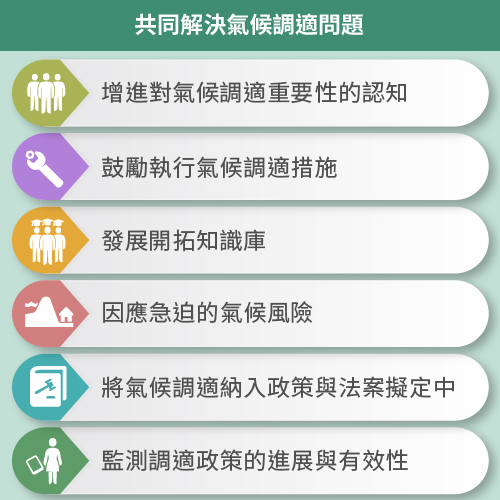 共同解決氣候調適問題
增進對氣候調適重要性的認知
鼓勵執行氣候調適措施
發展開拓知識庫
因應急迫的氣候風險
將氣候調適納入政策與法案擬定中
監測調適政策的進展與有效性